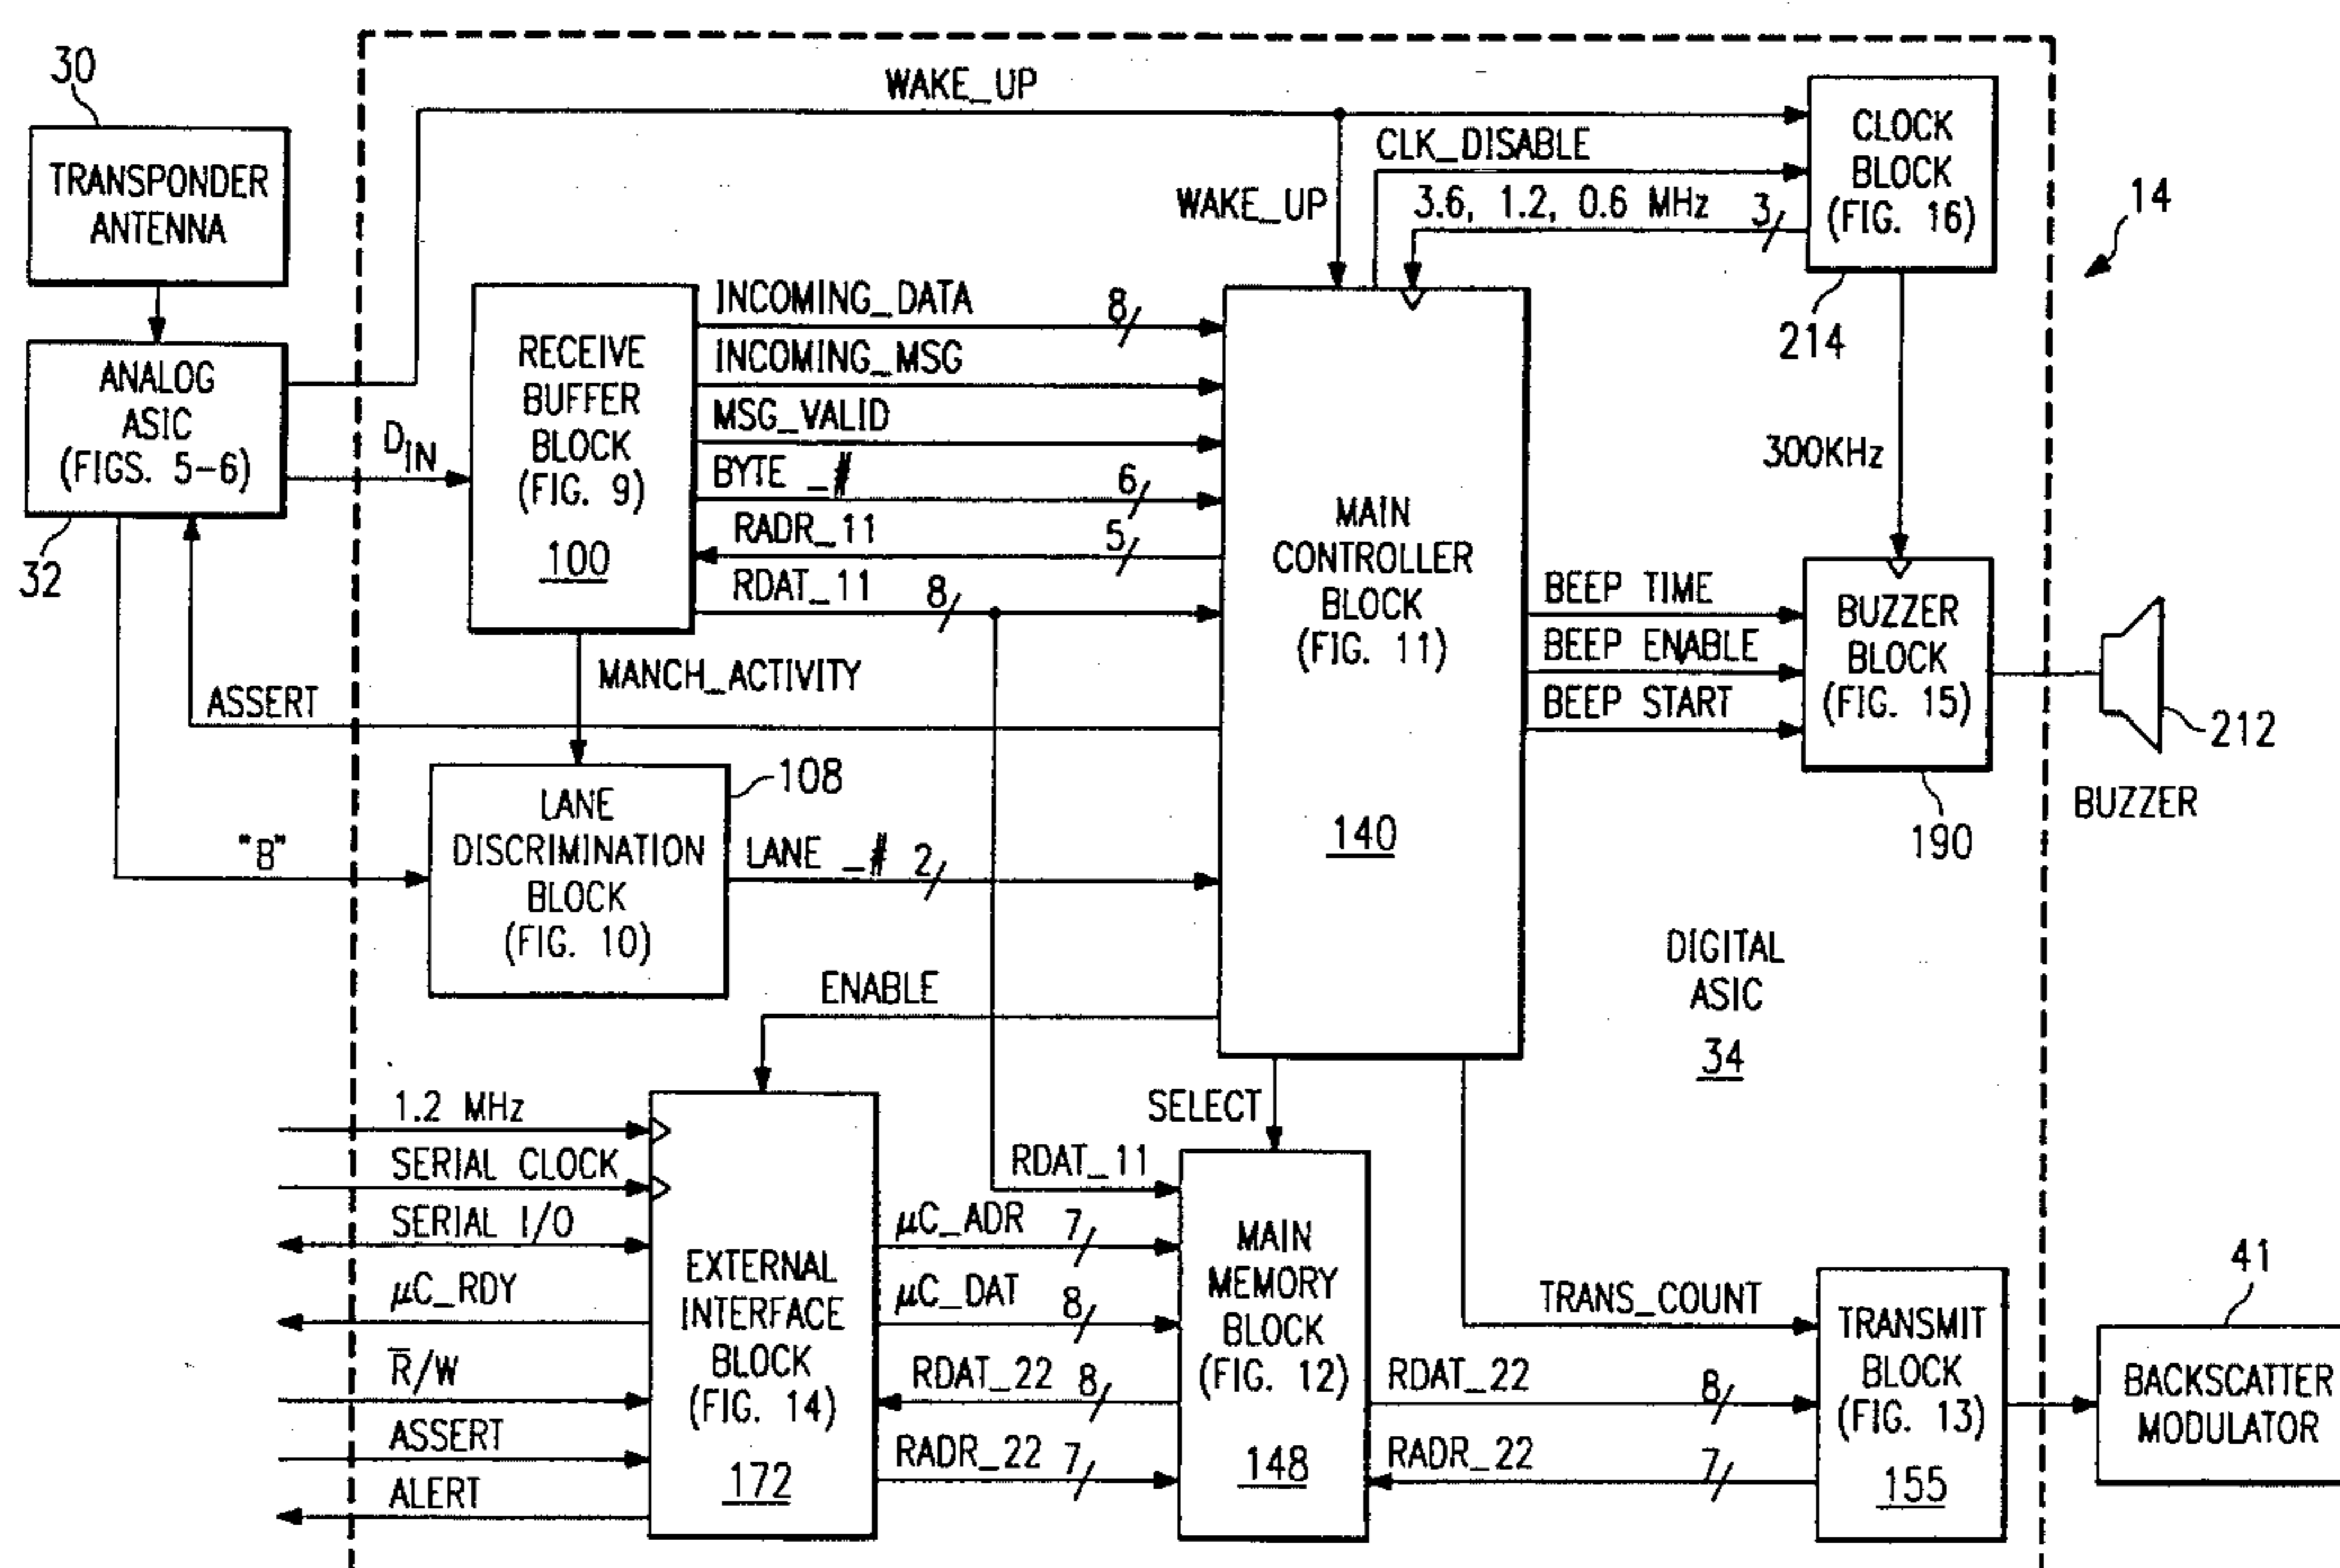 30
TRANSPONDER
ANTENNA
ANALOG
ASIC
(FIGS. 5-6)
32
WAKE_UP
WAKE_UP
CLK_DISABLE
3.6, 1.2, 0.6 MHz
3
CLOCK
BLOCK
(FIG. 16)
214
14
D_IN
RECEIVE
BUFFER
BLOCK
(FIG. 9)
100
INCOMING_DATA
8
INCOMING_MSG
MSG_VALID
BYTE _#
6
RADR_11
5
RDAT_11
8
MANCH_ACTIVITY
ASSERT
"B"
LANE
DISCRIMINATION
BLOCK
(FIG. 10)
108
LANE _#
2
MAIN
CONTROLLER
BLOCK
(FIG. 11)
140
300KHz
BEEP TIME
BEEP ENABLE
BEEP START
BUZZER
BLOCK
(FIG. 15)
190
212
BUZZER
DIGITAL
ASIC
34
ENABLE
SELECT
1.2 MHz
SERIAL CLOCK
SERIAL I/O
μC_RDY
R̅/W
ASSERT
ALERT
EXTERNAL
INTERFACE
BLOCK
(FIG. 14)
172
RDAT_11
μC_ADR
7
μC_DAT
8
RDAT_22
8
RADR_22
7
MAIN
MEMORY
BLOCK
(FIG. 12)
148
TRANS_COUNT
RDAT_22
8
RADR_22
7
TRANSMIT
BLOCK
(FIG. 13)
155
41
BACKSCATTER
MODULATOR